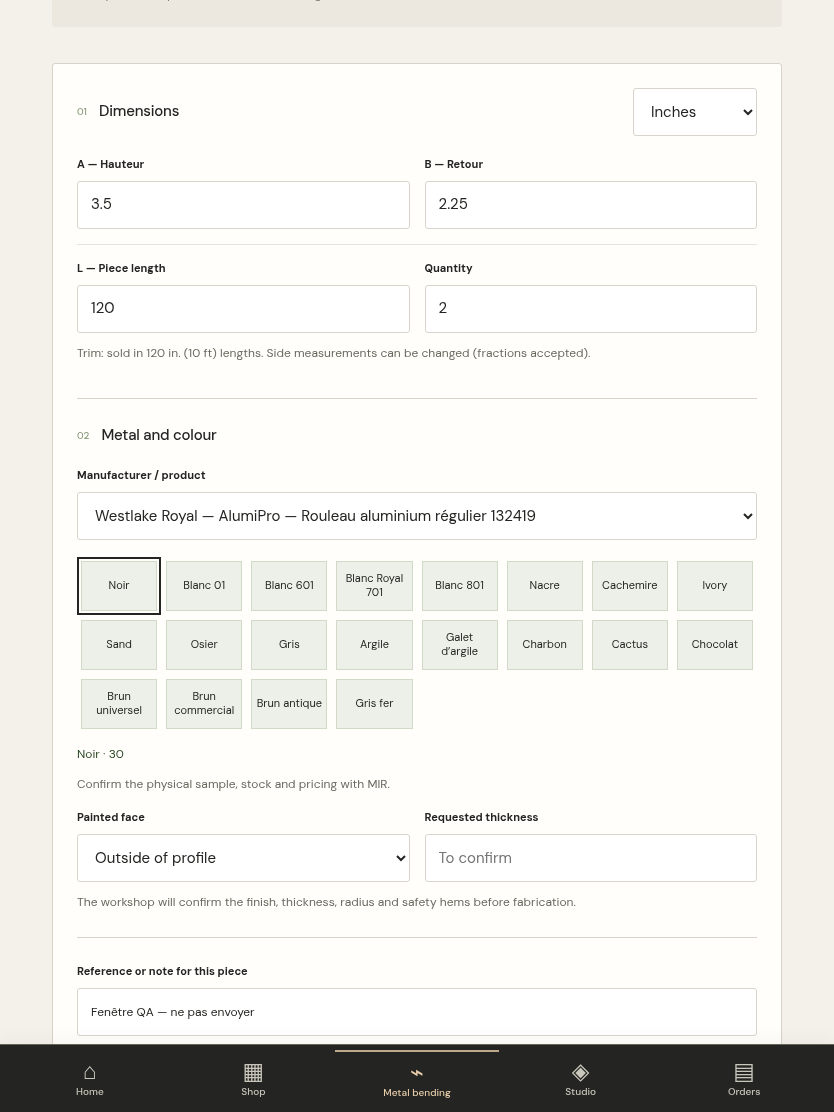 01 Dimensions
Inches
A — Hauteur
B — Retour
3.5
2.25
L — Piece length
Quantity
120
2
Trim: sold in 120 in. (10 ft) lengths. Side measurements can be changed (fractions accepted).
02 Metal and colour
Manufacturer / product
Westlake Royal — AlumiPro — Rouleau aluminium régulier 132419
Noir
Blanc 01
Blanc 601
Blanc Royal
701
Blanc 801
Nacre
Cachemire
Ivory
Sand
Osier
Gris
Argile
Galet
d’argile
Charbon
Cactus
Chocolat
Brun
universel
Brun
commercial
Brun antique
Gris fer
Noir · 30
Confirm the physical sample, stock and pricing with MIR.
Painted face
Requested thickness
Outside of profile
To confirm
The workshop will confirm the finish, thickness, radius and safety hems before fabrication.
Reference or note for this piece
Fenêtre QA — ne pas envoyer
Home
Shop
Metal bending
Studio
Orders